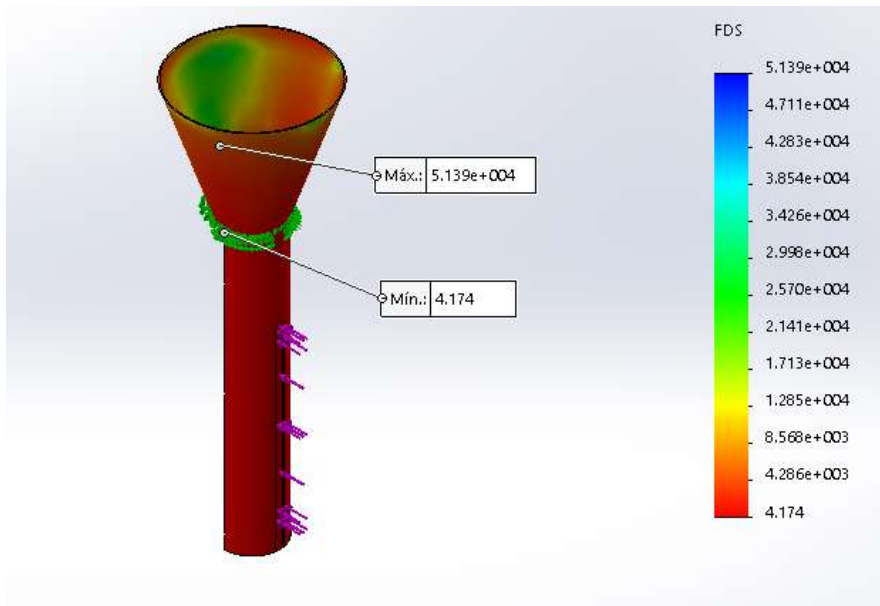 FDS
5.139e+004
4.711e+004
4.283e+004
3.854e+004
3.426e+004
2.998e+004
2.570e+004
2.141e+004
1.713e+004
1.285e+004
8.568e+003
4.286e+003
4.174
Máx.: 5.139e+004
Mín.: 4.174